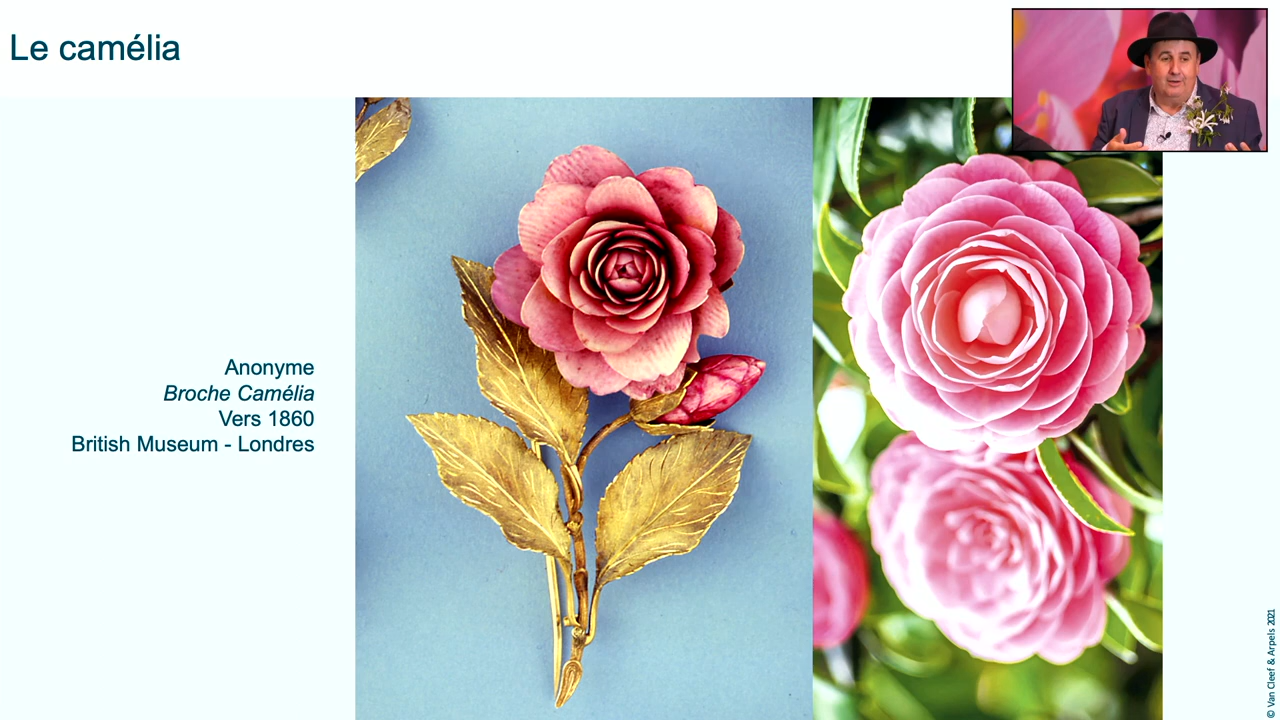 Le camélia
Anonyme
Broche Camélia
Vers 1860
British Museum - Londres
© Van Cleef & Arpels 2021